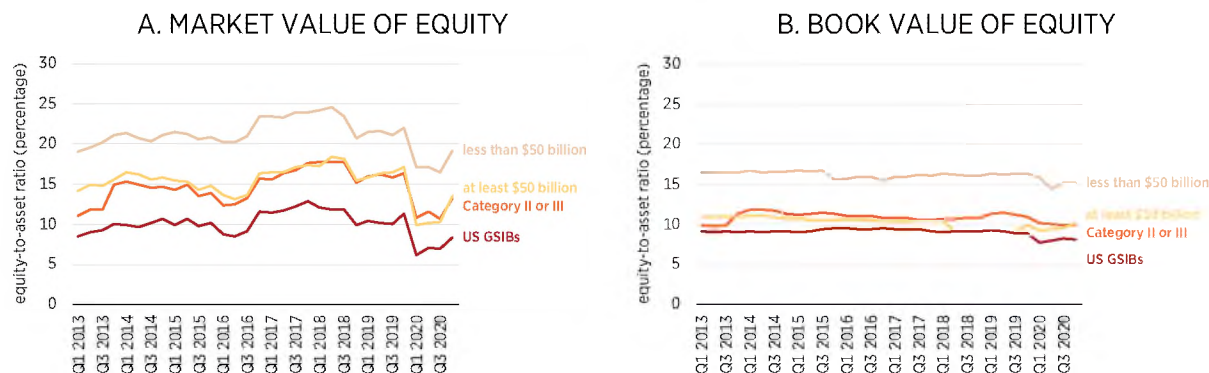 A. MARKET VALUE OF EQUITY
equity-to-asset ratio (percentage)
30
25
20
15
10
5
0
less than $50 billion
at least $50 billion
Category II or III
US GSIBs
Q1 2013
Q3 2013
Q1 2014
Q3 2014
Q1 2015
Q3 2015
Q1 2016
Q3 2016
Q1 2017
Q3 2017
Q1 2018
Q3 2018
Q1 2019
Q3 2019
Q1 2020
Q3 2020
B. BOOK VALUE OF EQUITY
equity-to-asset ratio (percentage)
30
25
20
15
10
5
0
less than $50 billion
at least $50 billion
Category II or III
US GSIBs
Q1 2013
Q3 2013
Q1 2014
Q3 2014
Q1 2015
Q3 2015
Q1 2016
Q3 2016
Q1 2017
Q3 2017
Q1 2018
Q3 2018
Q1 2019
Q3 2019
Q1 2020
Q3 2020